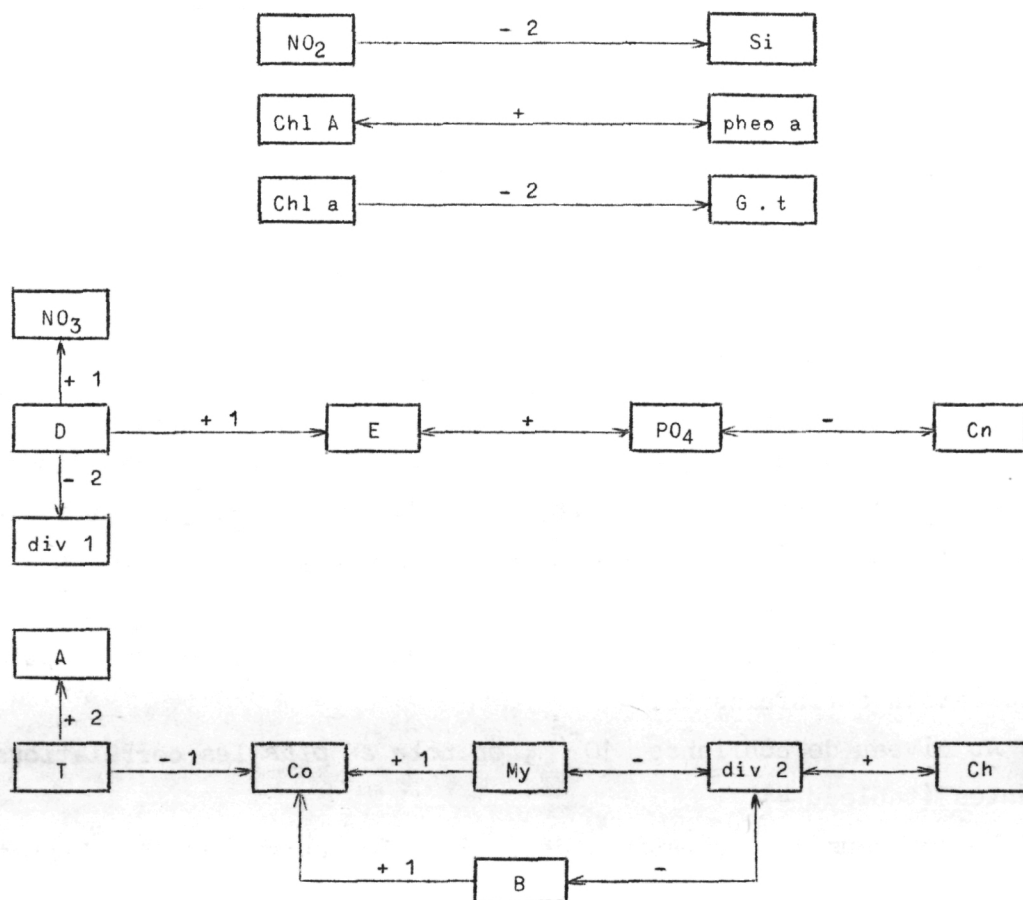 NO2 - 2 Si
Chl A + pheo a
Chl a - 2 G.t
NO3
+ 1
D + 1 E + PO4 - Cn
- 2
div 1
A
+ 2
T - 1 Co + 1 My - div 2 + Ch
+ 1 B -